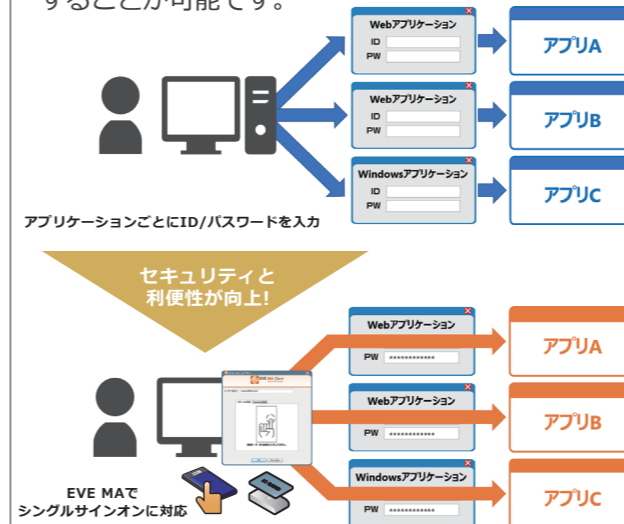 することが可能です。
Webアプリケーション
ID
PW
アプリA
Webアプリケーション
ID
PW
アプリB
Windowsアプリケーション
ID
PW
アプリC
アプリケーションごとにID/パスワードを入力
セキュリティと
利便性が向上!
Webアプリケーション
PW ************
アプリA
Webアプリケーション
PW ************
アプリB
Windowsアプリケーション
PW ************
アプリC
EVE MAで
シングルサインオンに対応